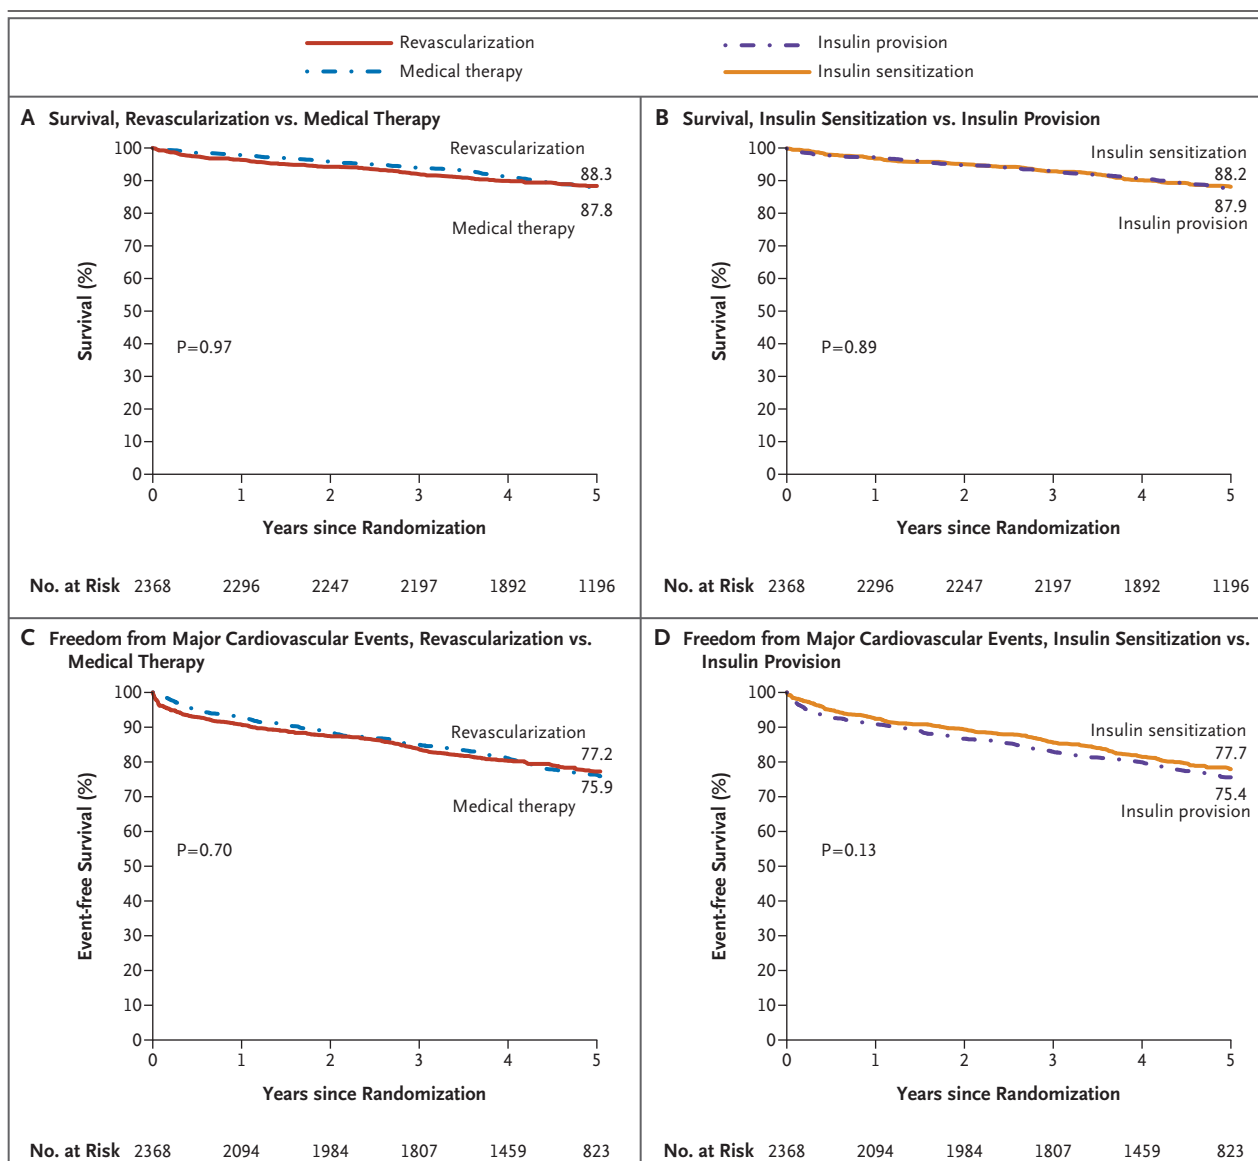 Revascularization
Medical therapy
Insulin provision
Insulin sensitization
A Survival, Revascularization vs. Medical Therapy
100
90
80
70
60
50
40
30
20
10
0
Survival (%)
Revascularization
88.3
87.8
Medical therapy
P=0.97
0 1 2 3 4 5
Years since Randomization
No. at Risk 2368 2296 2247 2197 1892 1196
B Survival, Insulin Sensitization vs. Insulin Provision
100
90
80
70
60
50
40
30
20
10
0
Survival (%)
Insulin sensitization
88.2
87.9
Insulin provision
P=0.89
0 1 2 3 4 5
Years since Randomization
No. at Risk 2368 2296 2247 2197 1892 1196
C Freedom from Major Cardiovascular Events, Revascularization vs.
Medical Therapy
100
90
80
70
60
50
40
30
20
10
0
Event-free Survival (%)
Revascularization
77.2
75.9
Medical therapy
P=0.70
0 1 2 3 4 5
Years since Randomization
No. at Risk 2368 2094 1984 1807 1459 823
D Freedom from Major Cardiovascular Events, Insulin Sensitization vs.
Insulin Provision
100
90
80
70
60
50
40
30
20
10
0
Event-free Survival (%)
Insulin sensitization
77.7
75.4
Insulin provision
P=0.13
0 1 2 3 4 5
Years since Randomization
No. at Risk 2368 2094 1984 1807 1459 823